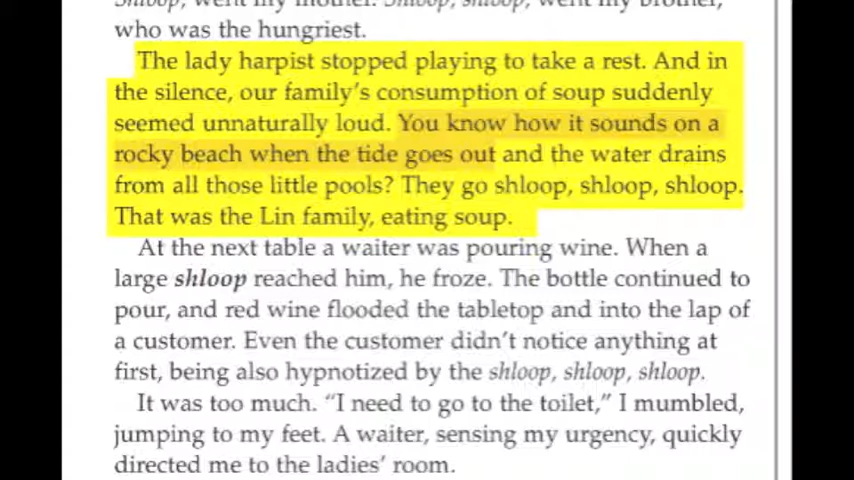 Shloop, went my mother. Shloop, shloop, went my brother,
who was the hungriest.
The lady harpist stopped playing to take a rest. And in
the silence, our family's consumption of soup suddenly
seemed unnaturally loud. You know how it sounds on a
rocky beach when the tide goes out and the water drains
from all those little pools? They go shloop, shloop, shloop.
That was the Lin family, eating soup.
At the next table a waiter was pouring wine. When a
large shloop reached him, he froze. The bottle continued to
pour, and red wine flooded the tabletop and into the lap of
a customer. Even the customer didn't notice anything at
first, being also hypnotized by the shloop, shloop, shloop.
It was too much. "I need to go to the toilet," I mumbled,
jumping to my feet. A waiter, sensing my urgency, quickly
directed me to the ladies' room.